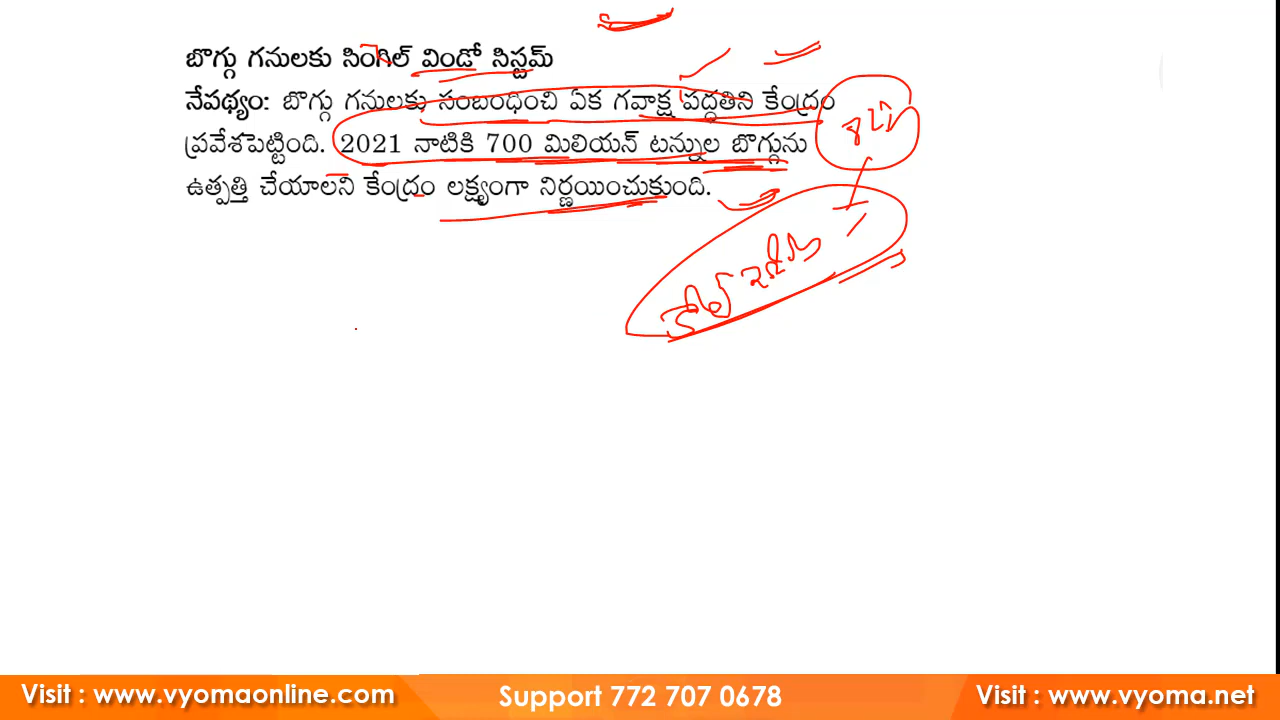 బొగ్గు గనులకు సింగిల్ విండో సిస్టమ్
నేపథ్యం: బొగ్గు గనులకు సంబంధించి ఏక గవాక్ష పద్ధతిని కేంద్రం
ప్రవేశపెట్టింది. 2021 నాటికి 700 మిలియన్ టన్నుల బొగ్గును
ఉత్పత్తి చేయాలని కేంద్రం లక్ష్యంగా నిర్ణయించుకుంది.
Visit : www.vyomaonline.com Support 772 707 0678 Visit : www.vyoma.net